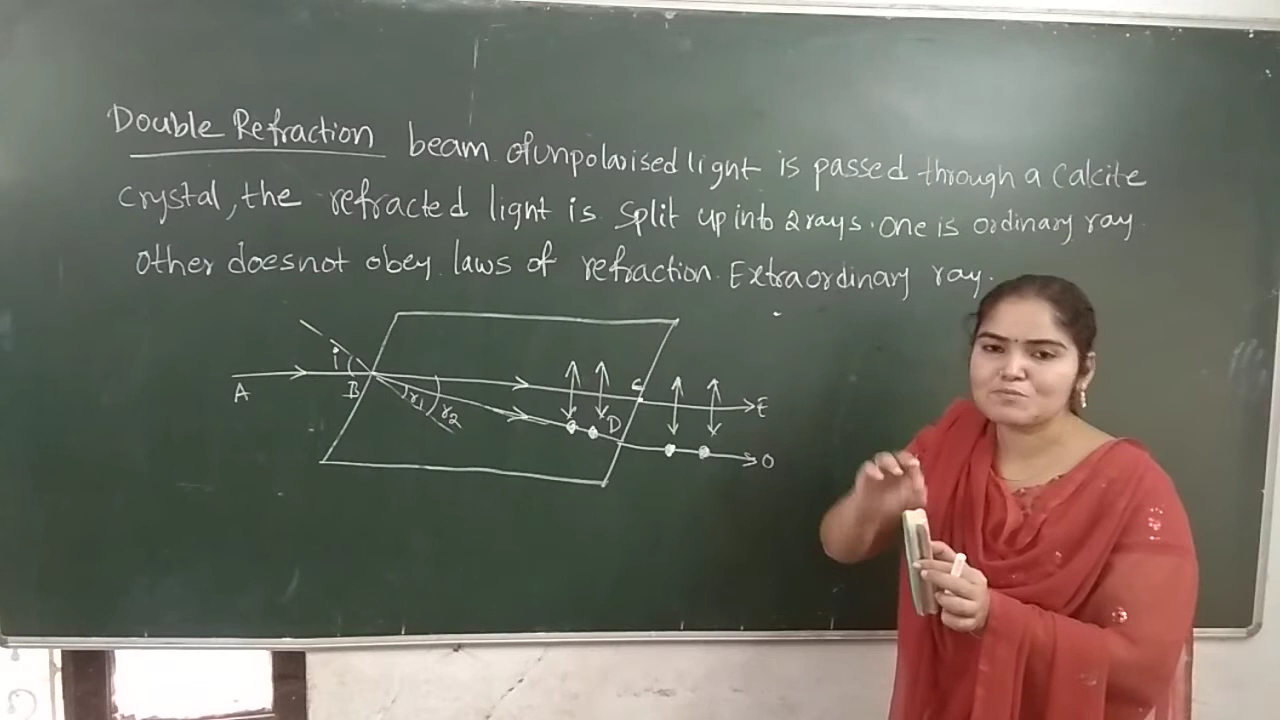 Double Refraction beam of unpolarised light is passed through a Calcite
crystal, the refracted light is split up into 2 rays. One is ordinary ray
other doesnot obey laws of refraction. Extraordinary ray.
i
A
B
r1
r2
C
D
E
O